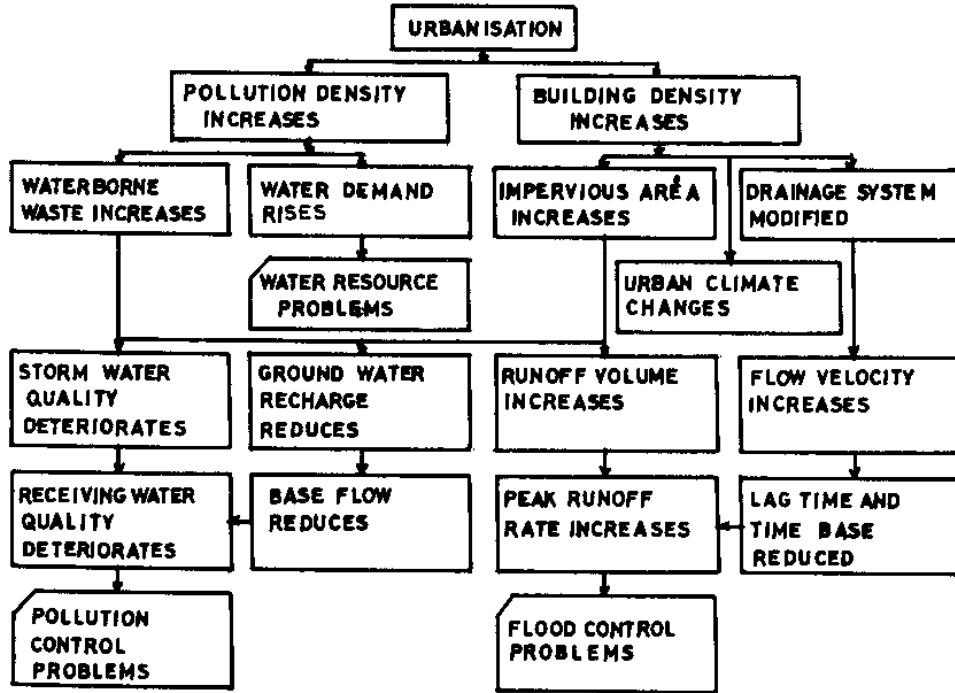 URBANISATION
POLLUTION DENSITY
INCREASES
BUILDING DENSITY
INCREASES
WATERBORNE
WASTE INCREASES
WATER DEMAND
RISES
IMPERVIOUS AREA
INCREASES
DRAINAGE SYSTEM
MODIFIED
WATER RESOURCE
PROBLEMS
URBAN CLIMATE
CHANGES
STORM WATER
QUALITY
DETERIORATES
GROUND WATER
RECHARGE
REDUCES
RUNOFF VOLUME
INCREASES
FLOW VELOCITY
INCREASES
RECEIVING WATER
QUALITY
DETERIORATES
BASE FLOW
REDUCES
PEAK RUNOFF
RATE INCREASES
LAG TIME AND
TIME BASE
REDUCED
POLLUTION
CONTROL
PROBLEMS
FLOOD CONTROL
PROBLEMS